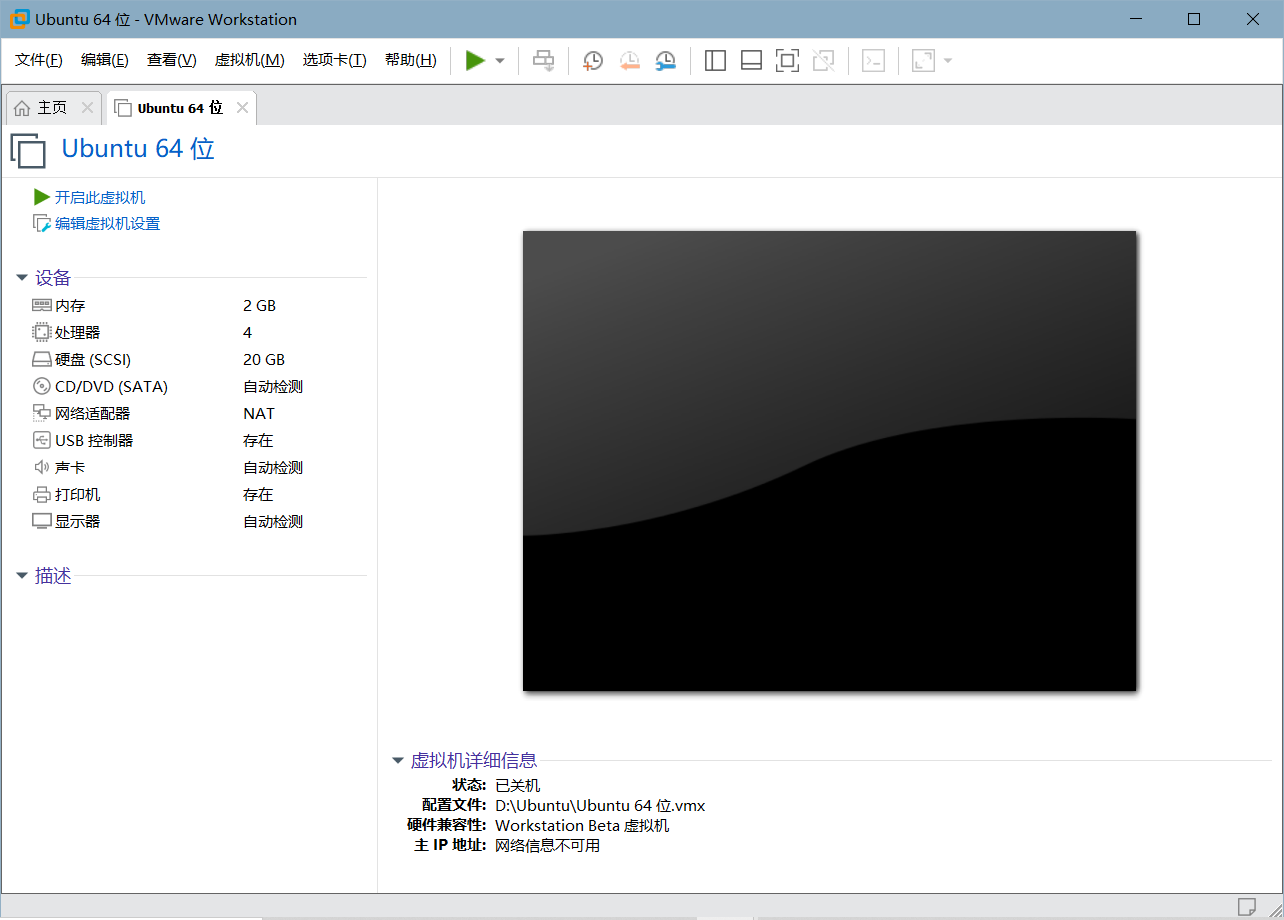 Ubuntu 64 位 - VMware Workstation
文件(F) 编辑(E) 查看(V) 虚拟机(M) 选项卡(T) 帮助(H)
主页 Ubuntu 64 位
Ubuntu 64 位
开启此虚拟机
编辑虚拟机设置
设备
内存 2 GB
处理器 4
硬盘 (SCSI) 20 GB
CD/DVD (SATA) 自动检测
网络适配器 NAT
USB 控制器 存在
声卡 自动检测
打印机 存在
显示器 自动检测
描述
虚拟机详细信息
状态: 已关机
配置文件: D:\Ubuntu\Ubuntu 64 位.vmx
硬件兼容性: Workstation Beta 虚拟机
主 IP 地址: 网络信息不可用